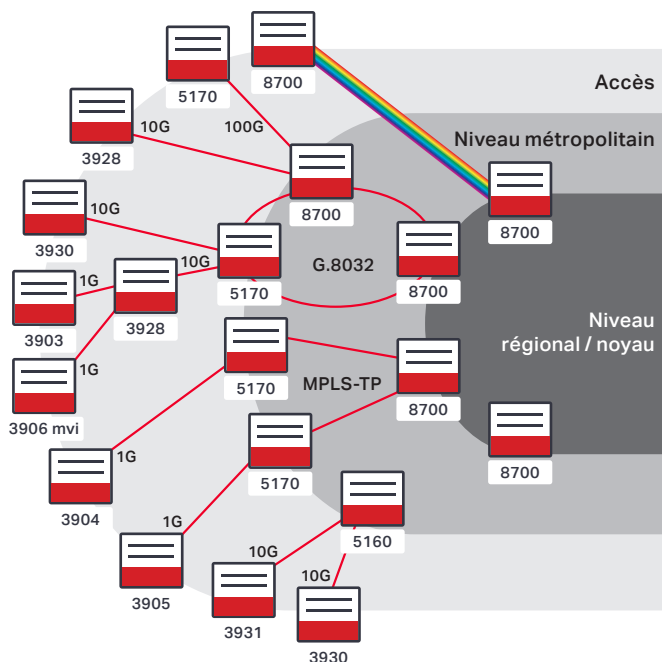 8700
5170
Accès
10G
100G
Niveau métropolitain
3928
8700
10G
8700
3930
G.8032
10G
1G
5170
8700
3903
3928
Niveau
régional / noyau
1G
5170
MPLS-TP
8700
3906 mvi
1G
8700
5170
3904
1G
5160
10G
10G
3905
3931
3930